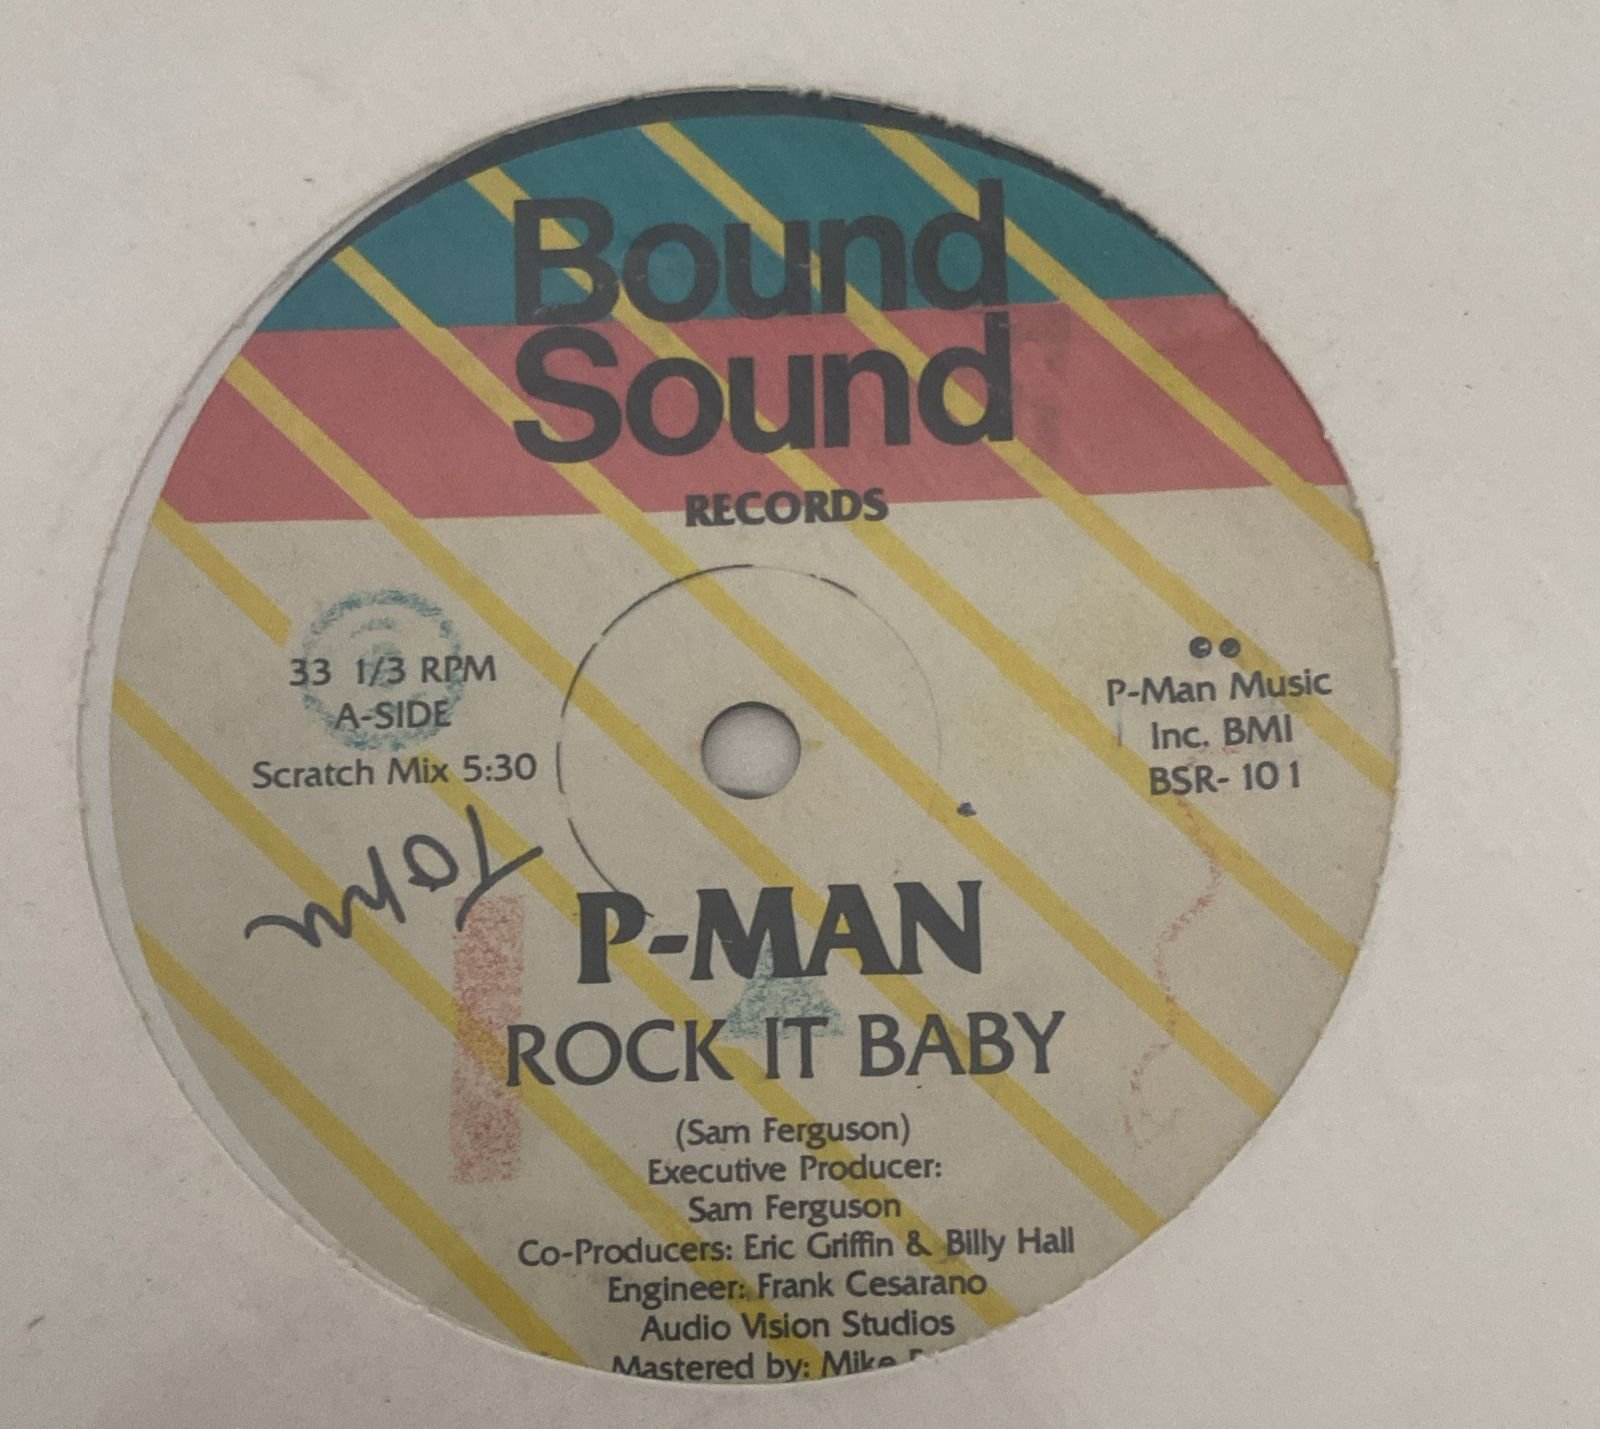 Bound
Sound
RECORDS
33 1/3 RPM
A-SIDE
Scratch Mix 5:30
©℗
P-Man Music
Inc. BMI
BSR- 101
P-MAN
ROCK IT BABY
(Sam Ferguson)
Executive Producer:
Sam Ferguson
Co-Producers: Eric Griffin & Billy Hall
Engineer: Frank Cesarano
Audio Vision Studios
Mastered by: Mike